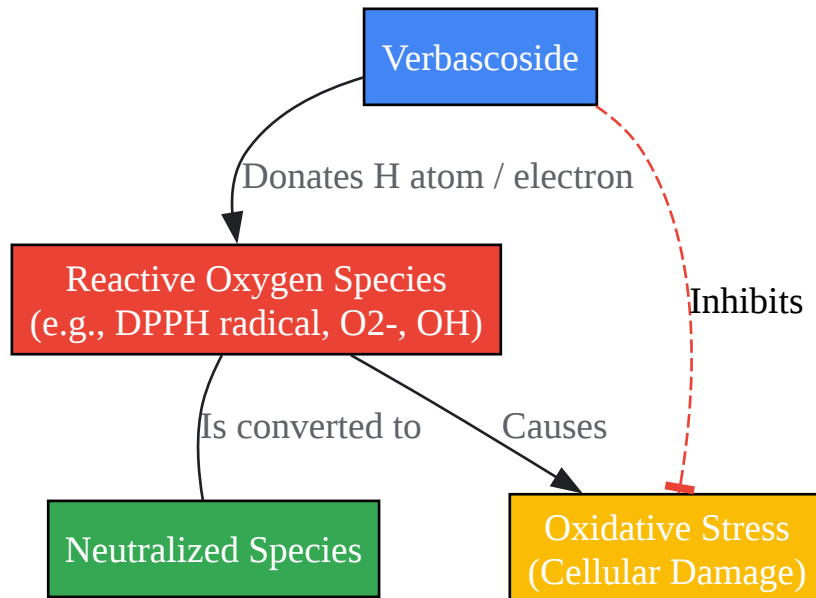 Verbascoside
Donates H atom / electron
Reactive Oxygen Species
(e.g., DPPH radical, O2-, OH)
Inhibits
Is converted to
Causes
Neutralized Species
Oxidative Stress
(Cellular Damage)